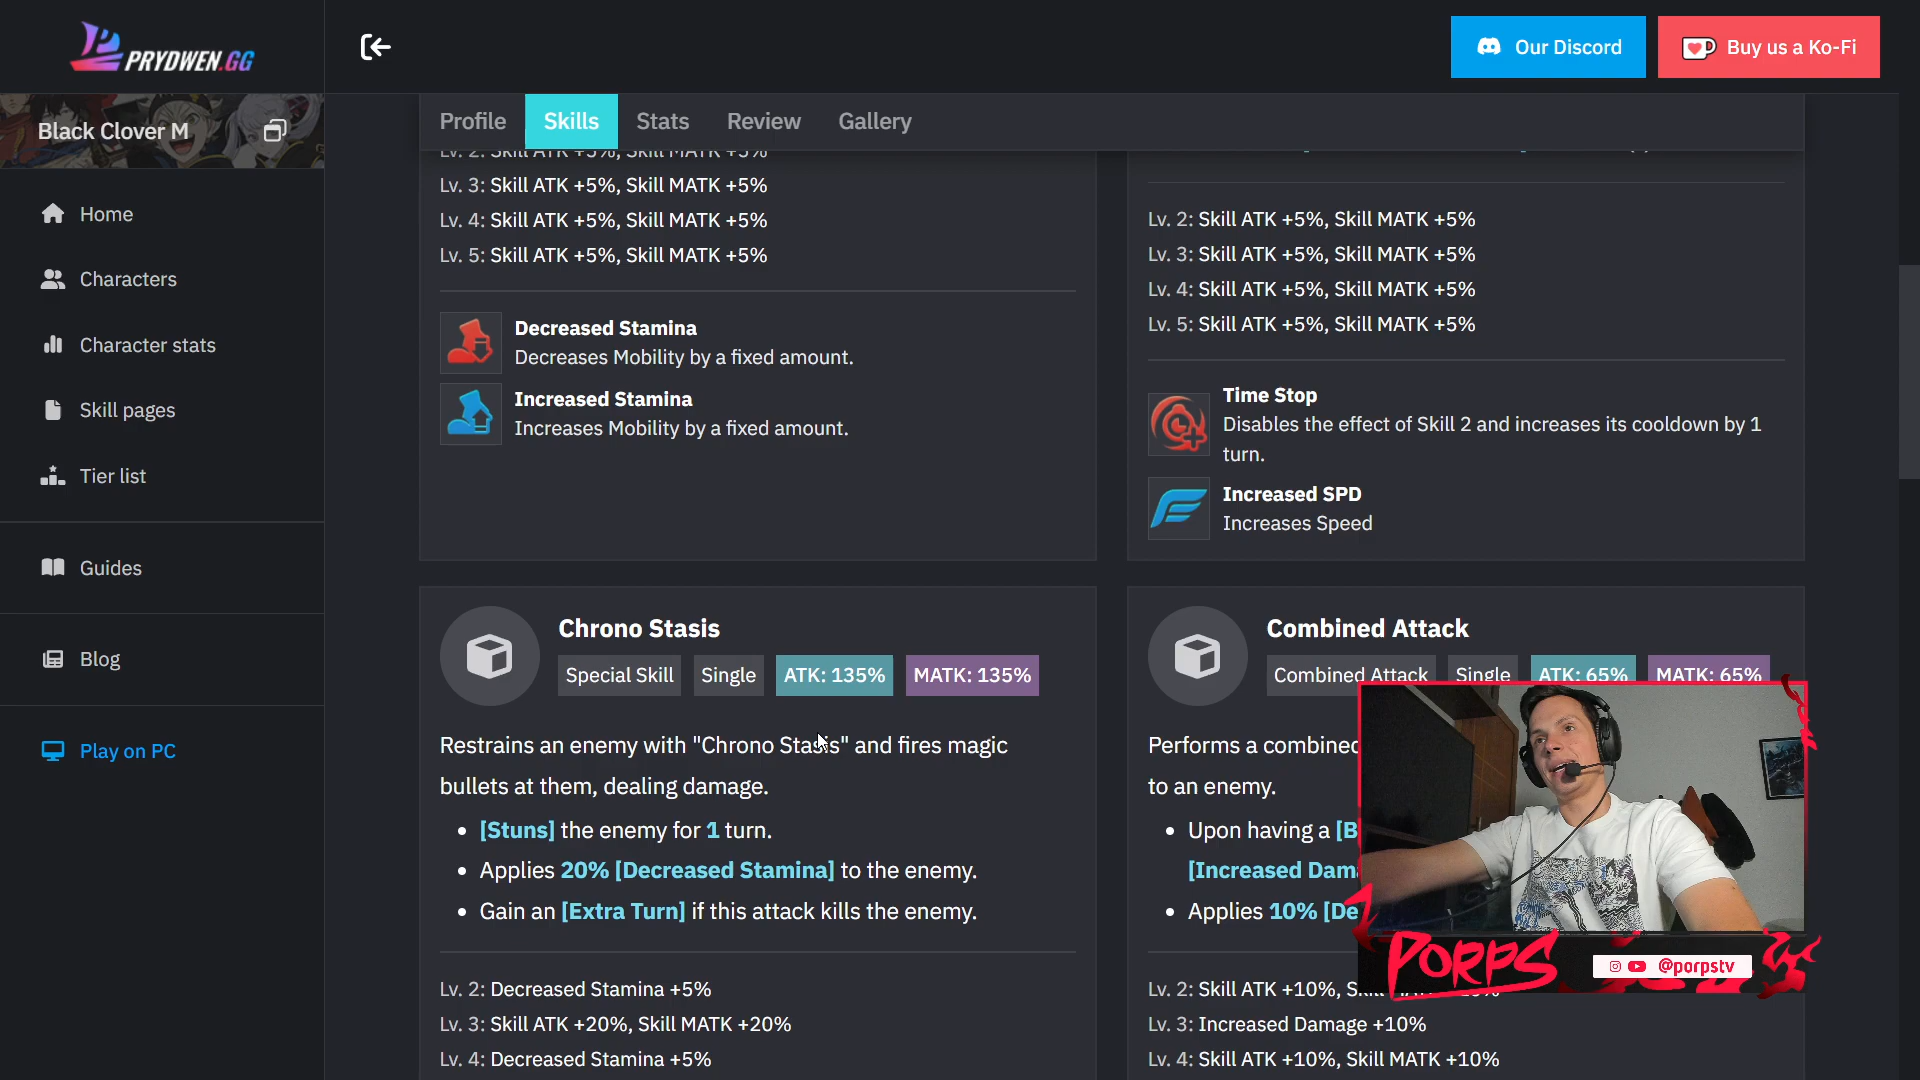 PRYDWEN.GG
Our Discord
Buy us a Ko-Fi
Black Clover M
Home
Characters
Character stats
Skill pages
Tier list
Guides
Blog
Play on PC
Profile
Skills
Stats
Review
Gallery
Lv. 2: Skill ATK +5%, Skill MATK +5%
Lv. 3: Skill ATK +5%, Skill MATK +5%
Lv. 4: Skill ATK +5%, Skill MATK +5%
Lv. 5: Skill ATK +5%, Skill MATK +5%
Decreased Stamina
Decreases Mobility by a fixed amount.
Increased Stamina
Increases Mobility by a fixed amount.
Lv. 2: Skill ATK +5%, Skill MATK +5%
Lv. 3: Skill ATK +5%, Skill MATK +5%
Lv. 4: Skill ATK +5%, Skill MATK +5%
Lv. 5: Skill ATK +5%, Skill MATK +5%
Time Stop
Disables the effect of Skill 2 and increases its cooldown by 1
turn.
Increased SPD
Increases Speed
Chrono Stasis
Special Skill Single ATK: 135% MATK: 135%
Restrains an enemy with "Chrono Stasis" and fires magic
bullets at them, dealing damage.
• [Stuns] the enemy for 1 turn.
• Applies 20% [Decreased Stamina] to the enemy.
• Gain an [Extra Turn] if this attack kills the enemy.
Lv. 2: Decreased Stamina +5%
Lv. 3: Skill ATK +20%, Skill MATK +20%
Lv. 4: Decreased Stamina +5%
Combined Attack
Combined Attack Single ATK: 65% MATK: 65%
Performs a combined
to an enemy.
• Upon having a [B
[Increased Dam
• Applies 10% [De
Lv. 2: Skill ATK +10%, S
Lv. 3: Increased Damage +10%
Lv. 4: Skill ATK +10%, Skill MATK +10%
PORPS
@porpstv